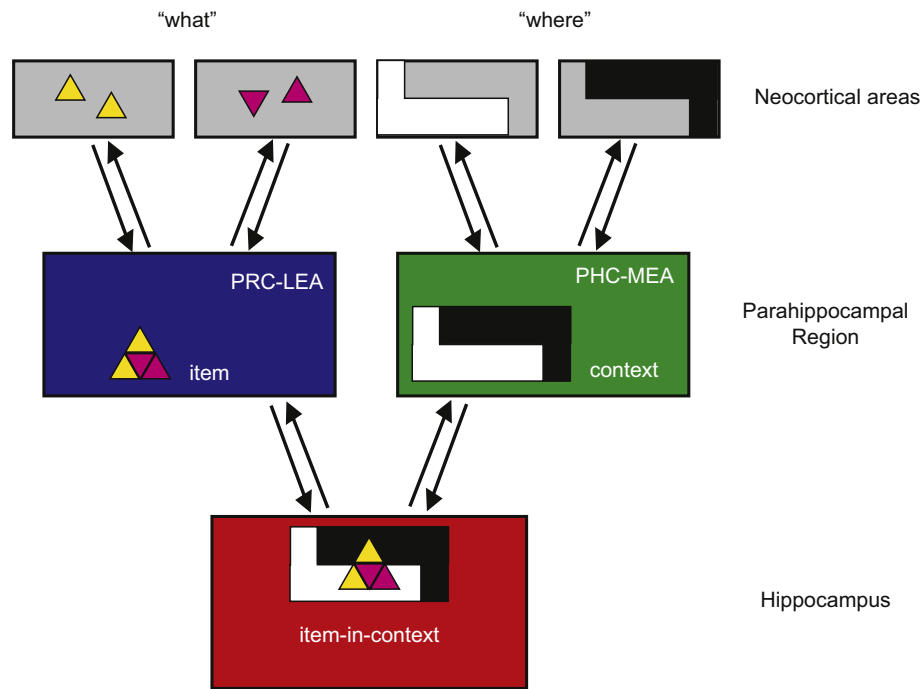 “what”
“where”
Neocortical areas
PRC-LEA
PHC-MEA
Parahippocampal
Region
item
context
item-in-context
Hippocampus